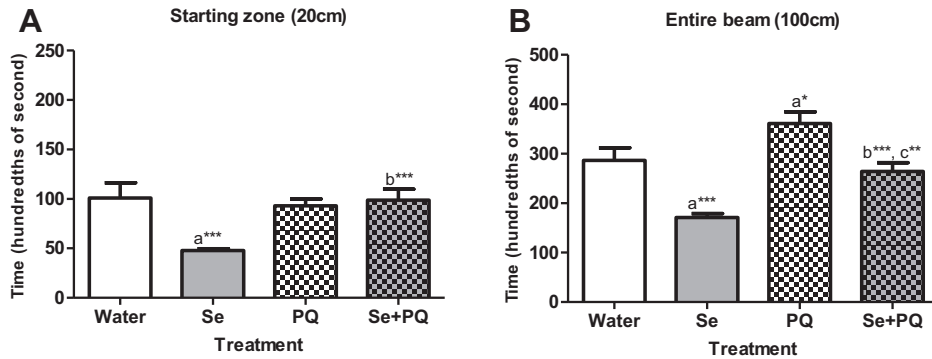 A
Starting zone (20cm)
Time (hundredths of second)
250
200
150
100
50
0
a***
b***
Water Se PQ Se+PQ
Treatment
B
Entire beam (100cm)
Time (hundredths of second)
500
400
300
200
100
0
a***
a*
b***, c**
Water Se PQ Se+PQ
Treatment